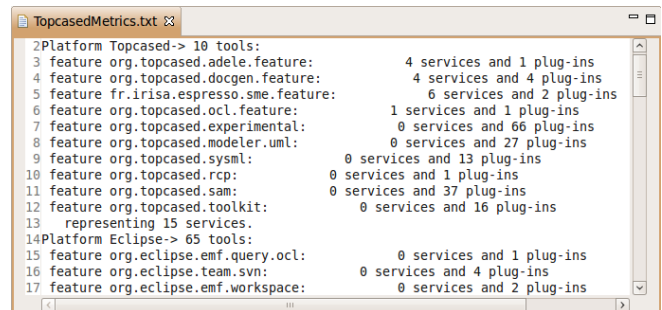 TopcasedMetrics.txt
2Platform Topcased-> 10 tools:
3 feature org.topcased.adele.feature: 4 services and 1 plug-ins
4 feature org.topcased.docgen.feature: 4 services and 4 plug-ins
5 feature fr.irisa.espresso.sme.feature: 6 services and 2 plug-ins
6 feature org.topcased.ocl.feature: 1 services and 1 plug-ins
7 feature org.topcased.experimental: 0 services and 66 plug-ins
8 feature org.topcased.modeler.uml: 0 services and 27 plug-ins
9 feature org.topcased.sysml: 0 services and 13 plug-ins
10 feature org.topcased.rcp: 0 services and 1 plug-ins
11 feature org.topcased.sam: 0 services and 37 plug-ins
12 feature org.topcased.toolkit: 0 services and 16 plug-ins
13 representing 15 services.
14Platform Eclipse-> 65 tools:
15 feature org.eclipse.emf.query.ocl: 0 services and 1 plug-ins
16 feature org.eclipse.team.svn: 0 services and 4 plug-ins
17 feature org.eclipse.emf.workspace: 0 services and 2 plug-ins